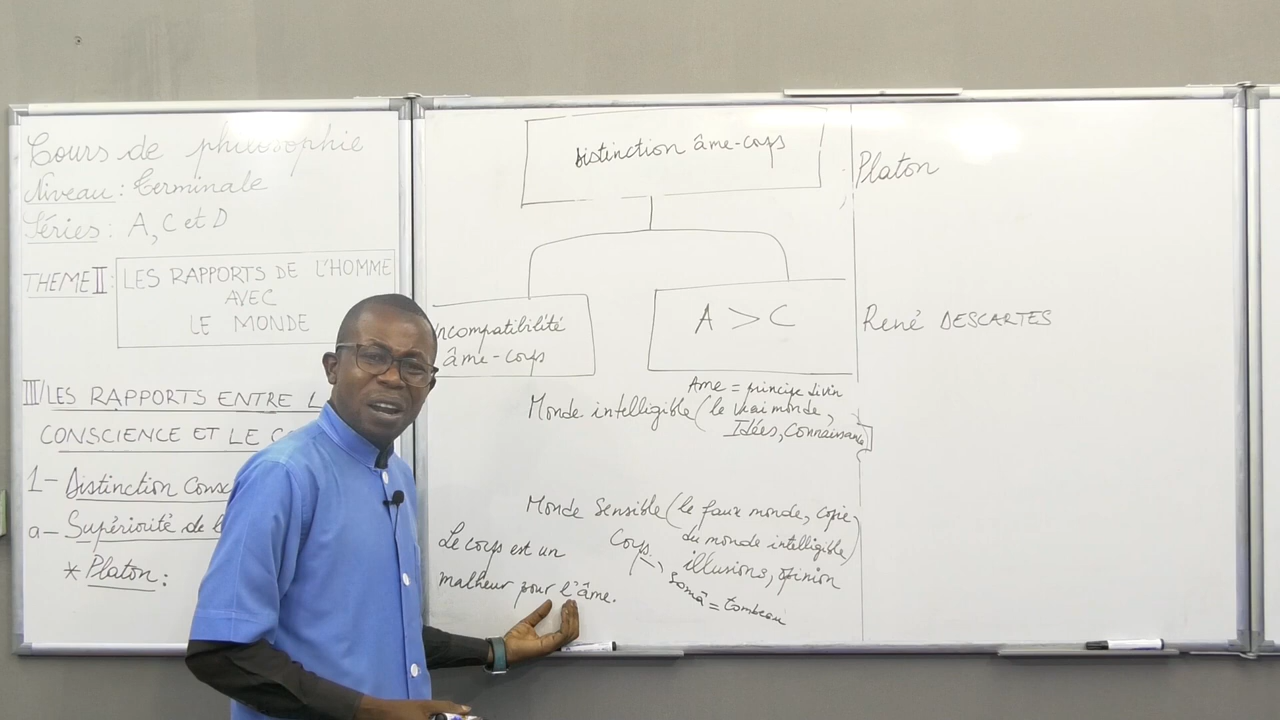 Cours de philosophie
Niveau : Terminale
Séries : A, C et D
THEME II :
LES RAPPORTS DE L'HOMME
AVEC
LE MONDE
III/ LES RAPPORTS ENTRE L
CONSCIENCE ET LE C
1- Distinction Consc
a- Supériorité de l
* Platon :
Distinction âme-corps
Incompatibilité
âme-corps
A > C
Ame = principe divin
Monde intelligible (le vrai monde,
Idées, Connaissance)
Monde Sensible (le faux monde, copie
du monde intelligible)
illusions, opinion
Corps
Somâ = tombeau
Le corps est un
malheur pour l'âme.
Platon
René DESCARTES